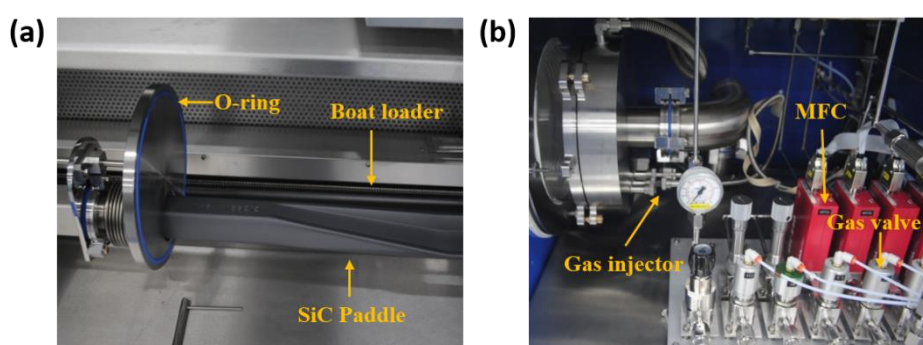 (a)
O-ring
Boat loader
SiC Paddle
(b)
MFC
Gas valve
Gas injector